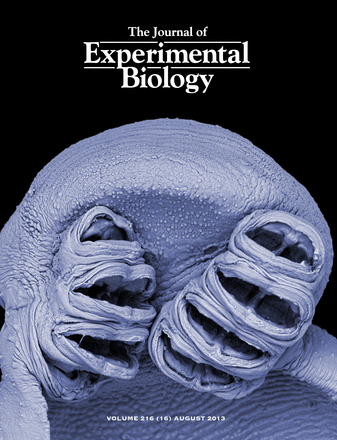 The Journal of
Experimental
Biology
VOLUME 216 (16) AUGUST 2013